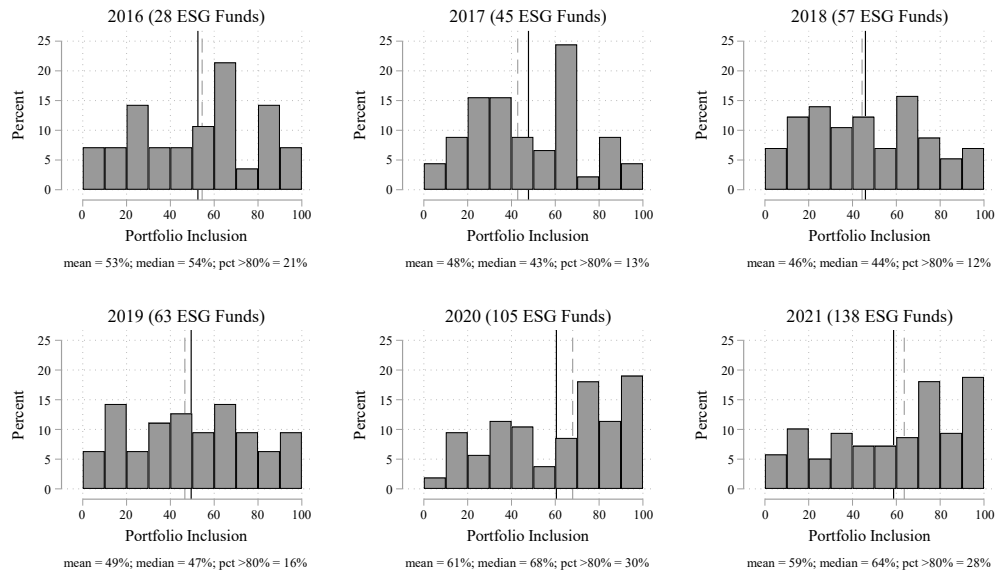 2016 (28 ESG Funds)
25
20
15
10
5
0
Percent
0 20 40 60 80 100
Portfolio Inclusion
mean = 53%; median = 54%; pct >80% = 21%
2017 (45 ESG Funds)
25
20
15
10
5
0
Percent
0 20 40 60 80 100
Portfolio Inclusion
mean = 48%; median = 43%; pct >80% = 13%
2018 (57 ESG Funds)
25
20
15
10
5
0
Percent
0 20 40 60 80 100
Portfolio Inclusion
mean = 46%; median = 44%; pct >80% = 12%
2019 (63 ESG Funds)
25
20
15
10
5
0
Percent
0 20 40 60 80 100
Portfolio Inclusion
mean = 49%; median = 47%; pct >80% = 16%
2020 (105 ESG Funds)
25
20
15
10
5
0
Percent
0 20 40 60 80 100
Portfolio Inclusion
mean = 61%; median = 68%; pct >80% = 30%
2021 (138 ESG Funds)
25
20
15
10
5
0
Percent
0 20 40 60 80 100
Portfolio Inclusion
mean = 59%; median = 64%; pct >80% = 28%